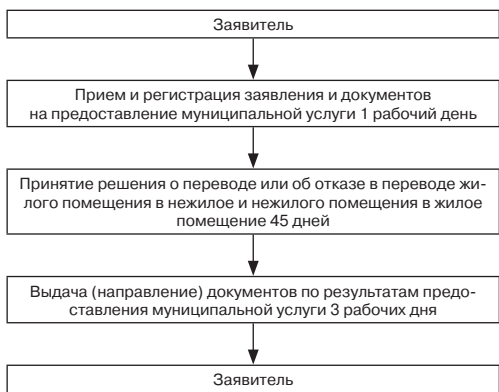 Заявитель
Прием и регистрация заявления и документов
на предоставление муниципальной услуги 1 рабочий день
Принятие решения о переводе или об отказе в переводе жи-
лого помещения в нежилое и нежилого помещения в жилое
помещение 45 дней
Выдача (направление) документов по результатам предо-
ставления муниципальной услуги 3 рабочих дня
Заявитель